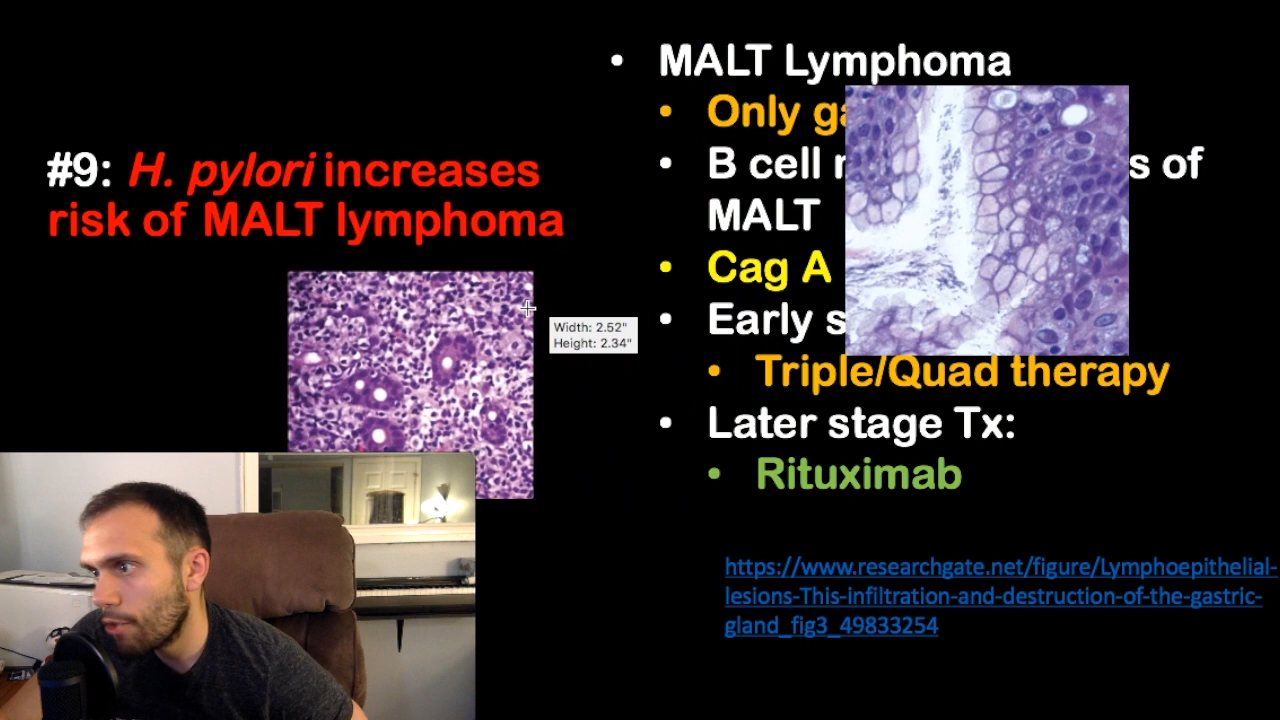 #9: H. pylori increases
risk of MALT lymphoma
Width: 2.52"
Height: 2.34"
• MALT Lymphoma
• Only
• B cell s of
MALT
• Cag A
• Early
• Triple/Quad therapy
• Later stage Tx:
• Rituximab
https://www.researchgate.net/figure/Lymphoepithelial-
lesions-This-infiltration-and-destruction-of-the-gastric-
gland_fig3_49833254